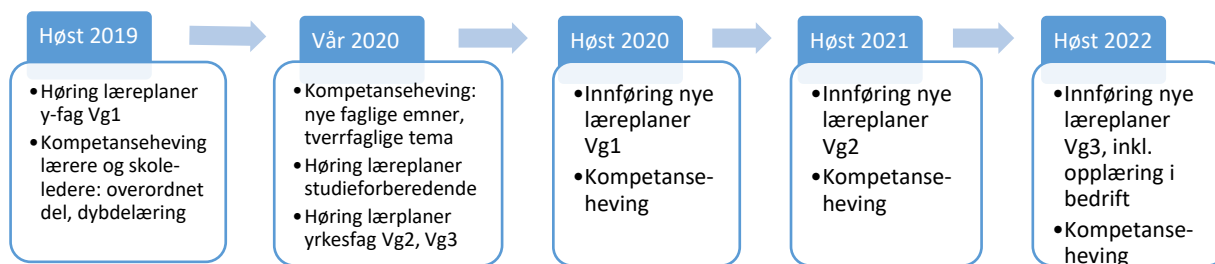 Høst 2019
•Høring læreplaner
y-fag Vg1
•Kompetanseheving
lærere og skole-
ledere: overordnet
del, dybdelæring
Vår 2020
•Kompetanseheving:
nye faglige emner,
tverrfaglige tema
•Høring læreplaner
studieforberedende
•Høring lærplaner
yrkesfag Vg2, Vg3
Høst 2020
•Innføring nye
læreplaner
Vg1
•Kompetanse-
heving
Høst 2021
•Innføring nye
læreplaner
Vg2
•Kompetanse-
heving
Høst 2022
•Innføring nye
læreplaner
Vg3, inkl.
opplæring i
bedrift
•Kompetanse-
heving